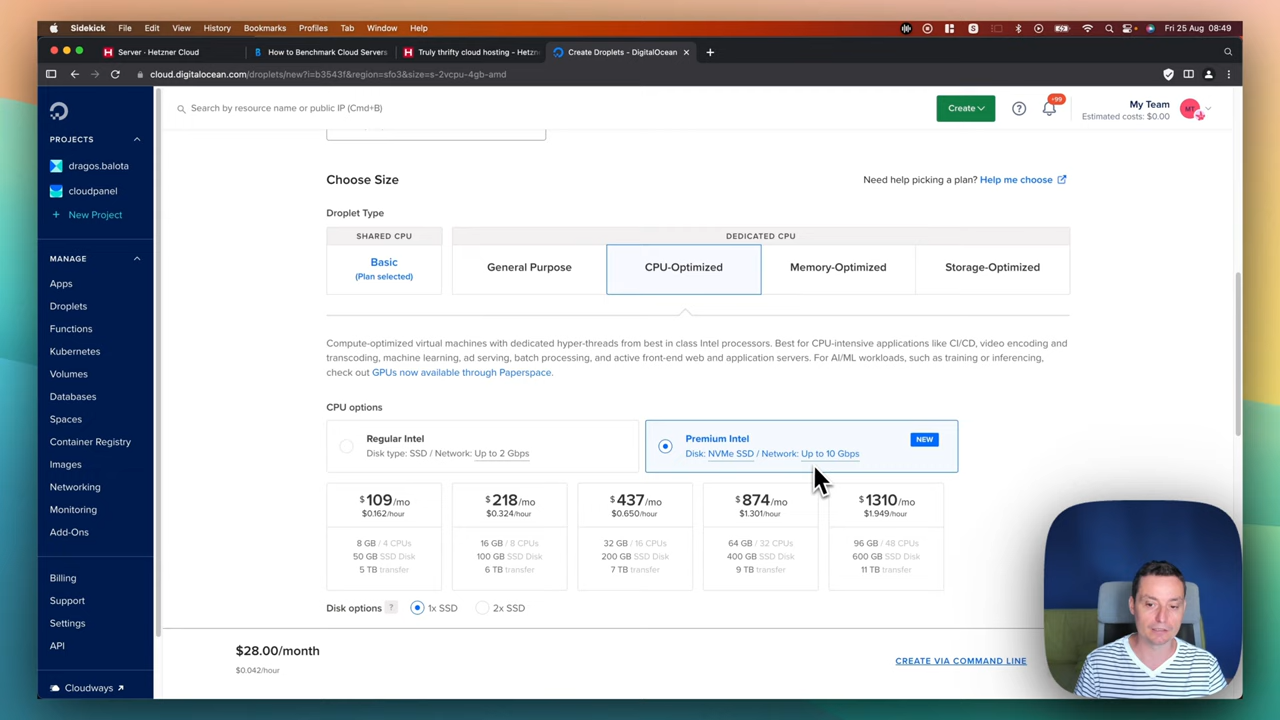 Sidekick File Edit View History Bookmarks Profiles Tab Window Help Fri 25 Aug 08:49
Server - Hetzner Cloud
How to Benchmark Cloud Servers
Truly thrifty cloud hosting - Hetz
Create Droplets - DigitalOcean
cloud.digitalocean.com/droplets/new?i=b3543f&region=sfo3&size=s-2vcpu-4gb-amd
Search by resource name or public IP (Cmd+B)
Create
+99
My Team
Estimated costs: $0.00
MT
PROJECTS
dragos.balota
cloudpanel
+ New Project
MANAGE
Apps
Droplets
Functions
Kubernetes
Volumes
Databases
Spaces
Container Registry
Images
Networking
Monitoring
Add-Ons
Billing
Support
Settings
API
Cloudways
Choose Size
Need help picking a plan? Help me choose
Droplet Type
SHARED CPU
DEDICATED CPU
Basic
(Plan selected)
General Purpose
CPU-Optimized
Memory-Optimized
Storage-Optimized
Compute-optimized virtual machines with dedicated hyper-threads from best in class Intel processors. Best for CPU-intensive applications like CI/CD, video encoding and
transcoding, machine learning, ad serving, batch processing, and active front-end web and application servers. For AI/ML workloads, such as training or inferencing,
check out GPUs now available through Paperspace.
CPU options
Regular Intel
Disk type: SSD / Network: Up to 2 Gbps
Premium Intel
NEW
Disk: NVMe SSD / Network: Up to 10 Gbps
$109/mo
$0.162/hour
8 GB / 4 CPUs
50 GB SSD Disk
5 TB transfer
$218/mo
$0.324/hour
16 GB / 8 CPUs
100 GB SSD Disk
6 TB transfer
$437/mo
$0.650/hour
32 GB / 16 CPUs
200 GB SSD Disk
7 TB transfer
$874/mo
$1.301/hour
64 GB / 32 CPUs
400 GB SSD Disk
9 TB transfer
$1310/mo
$1.949/hour
96 GB / 48 CPUs
600 GB SSD Disk
11 TB transfer
Disk options ? 1x SSD 2x SSD
$28.00/month
$0.042/hour
CREATE VIA COMMAND LINE